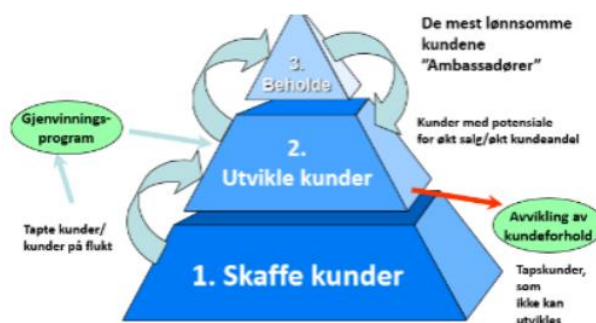 De mest lønnsomme
kundene
"Ambassadører"
3.
Beholde
Gjenvinnings-
program
Kunder med potensiale
for økt salg/økt kundeandel
2.
Utvikle kunder
Avvikling av
kundeforhold
Tapte kunder/
kunder på flukt
1. Skaffe kunder
Tapskunder,
som
ikke kan
utvikles